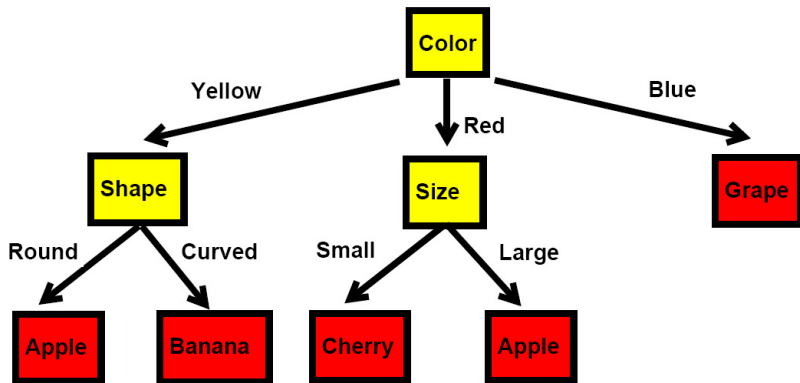 Color
Yellow
Red
Blue
Shape
Size
Grape
Round
Curved
Small
Large
Apple
Banana
Cherry
Apple